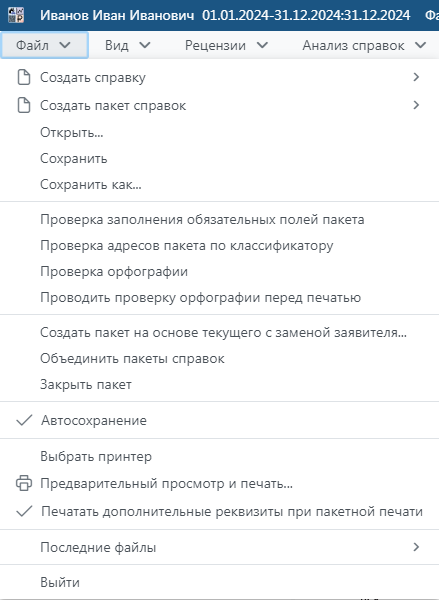 Иванов Иван Иванович 01.01.2024-31.12.2024:31.12.2024 Фа
Файл Вид Рецензии Анализ справок
Создать справку
Создать пакет справок
Открыть...
Сохранить
Сохранить как...
Проверка заполнения обязательных полей пакета
Проверка адресов пакета по классификатору
Проверка орфографии
Проводить проверку орфографии перед печатью
Создать пакет на основе текущего с заменой заявителя...
Объединить пакеты справок
Закрыть пакет
Автосохранение
Выбрать принтер
Предварительный просмотр и печать...
Печатать дополнительные реквизиты при пакетной печати
Последние файлы
Выйти